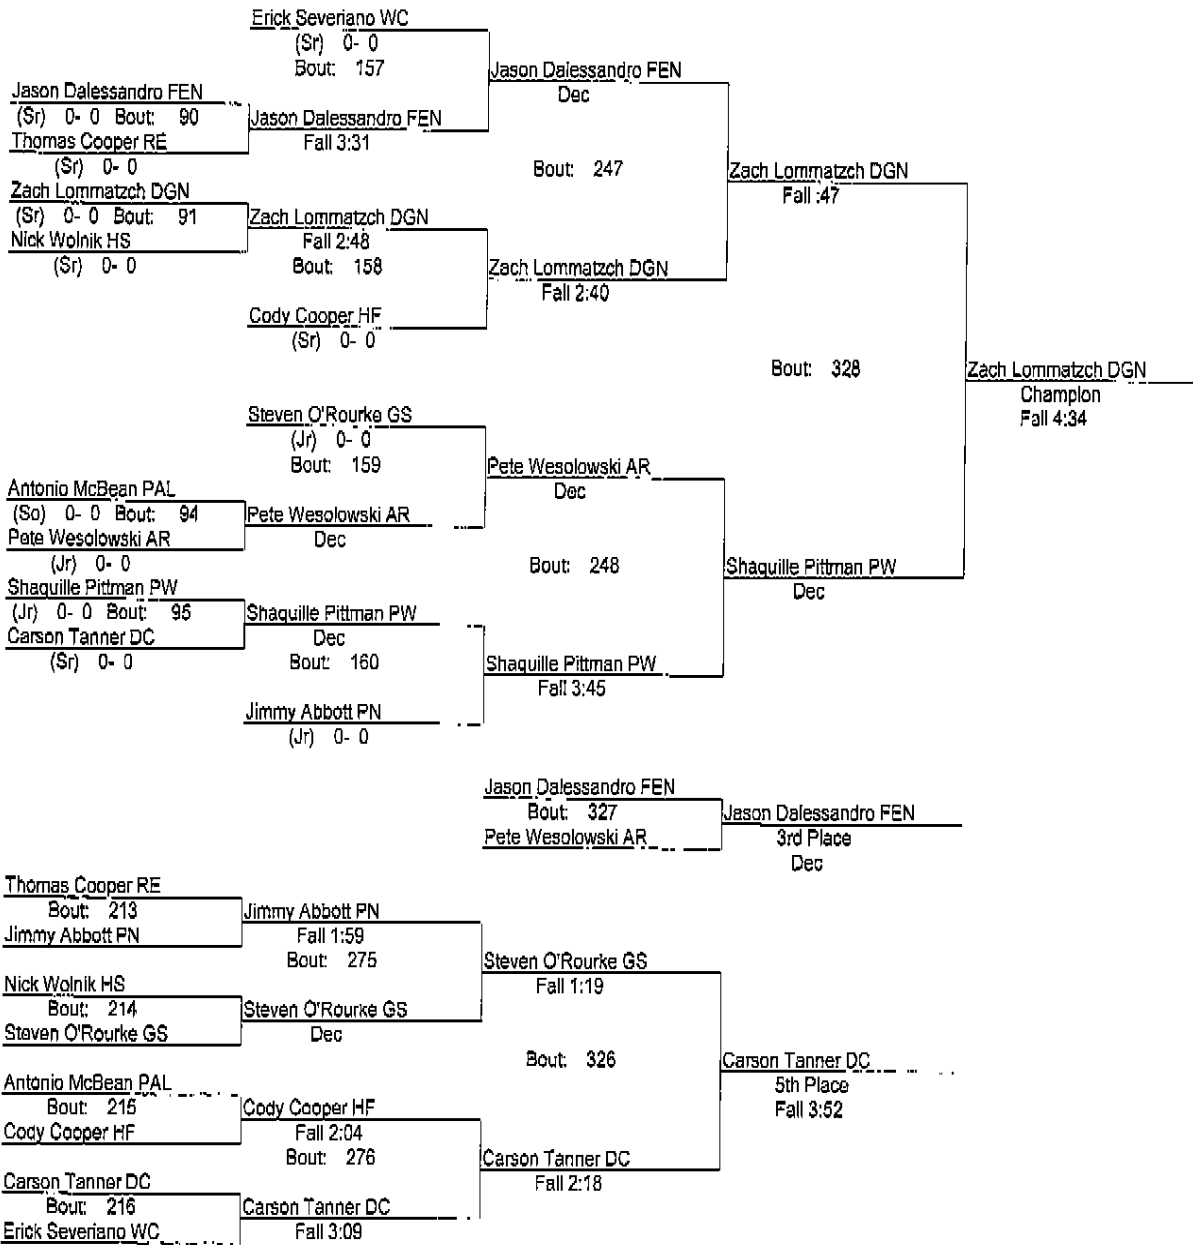 Erick Severiano WC
(Sr) 0- 0
Bout: 157
Jason Dalessandro FEN
Dec
Jason Dalessandro FEN
(Sr) 0- 0 Bout: 90
Jason Dalessandro FEN
Fall 3:31
Thomas Cooper RE
(Sr) 0- 0
Bout: 247
Zach Lommatzch DGN
Fall :47
Zach Lommatzch DGN
(Sr) 0- 0 Bout: 91
Zach Lommatzch DGN
Fall 2:48
Bout: 158
Nick Wolnik HS
(Sr) 0- 0
Zach Lommatzch DGN
Fall 2:40
Cody Cooper HF
(Sr) 0- 0
Bout: 328
Zach Lommatzch DGN
Champion
Fall 4:34
Steven O'Rourke GS
(Jr) 0- 0
Bout: 159
Pete Wesolowski AR
Dec
Antonio McBean PAL
(So) 0- 0 Bout: 94
Pete Wesolowski AR
Dec
Pete Wesolowski AR
(Jr) 0- 0
Bout: 248
Shaquille Pittman PW
Dec
Shaquille Pittman PW
(Jr) 0- 0 Bout: 95
Shaquille Pittman PW
Dec
Bout: 160
Carson Tanner DC
(Sr) 0- 0
Shaquille Pittman PW
Fall 3:45
Jimmy Abbott PN
(Jr) 0- 0
Jason Dalessandro FEN
Bout: 327
Jason Dalessandro FEN
3rd Place
Dec
Pete Wesolowski AR
Thomas Cooper RE
Bout: 213
Jimmy Abbott PN
Jimmy Abbott PN
Fall 1:59
Bout: 275
Steven O'Rourke GS
Fall 1:19
Nick Wolnik HS
Bout: 214
Steven O'Rourke GS
Steven O'Rourke GS
Dec
Bout: 326
Carson Tanner DC
5th Place
Fall 3:52
Antonio McBean PAL
Bout: 215
Cody Cooper HF
Cody Cooper HF
Fall 2:04
Bout: 276
Carson Tanner DC
Fall 2:18
Carson Tanner DC
Bout: 216
Erick Severiano WC
Carson Tanner DC
Fall 3:09